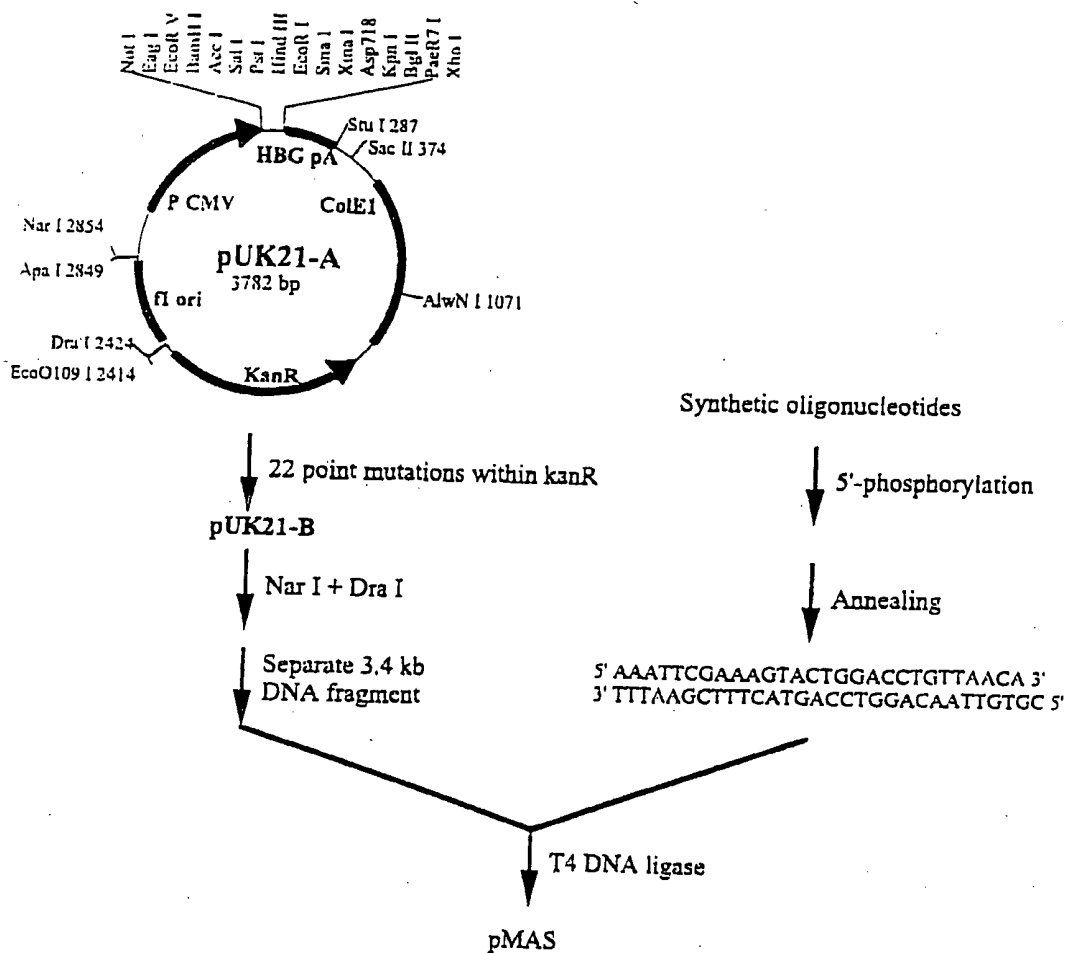 Not I
Eag I
EcoR V
BamH I
Acc I
Sal I
Pst I
Hind III
EcoR I
Sma I
Xma I
Asp718
Kpn I
Bgl II
PaeR7 I
Xho I
Stu I 287
Sac II 374
HBG pA
P CMV
ColE1
Nar I 2854
pUK21-A
3782 bp
Apa I 2849
f1 ori
AlwN I 1071
Dra I 2424
EcoO109 I 2414
KanR
Synthetic oligonucleotides
22 point mutations within kanR
5'-phosphorylation
pUK21-B
Nar I + Dra I
Annealing
Separate 3.4 kb
DNA fragment
5' AAATTCGAAAGTACTGGACCTGTTAACA 3'
3' TTTAAGCTTTCATGACCTGGACAATTGTGC 5'
T4 DNA ligase
pMAS